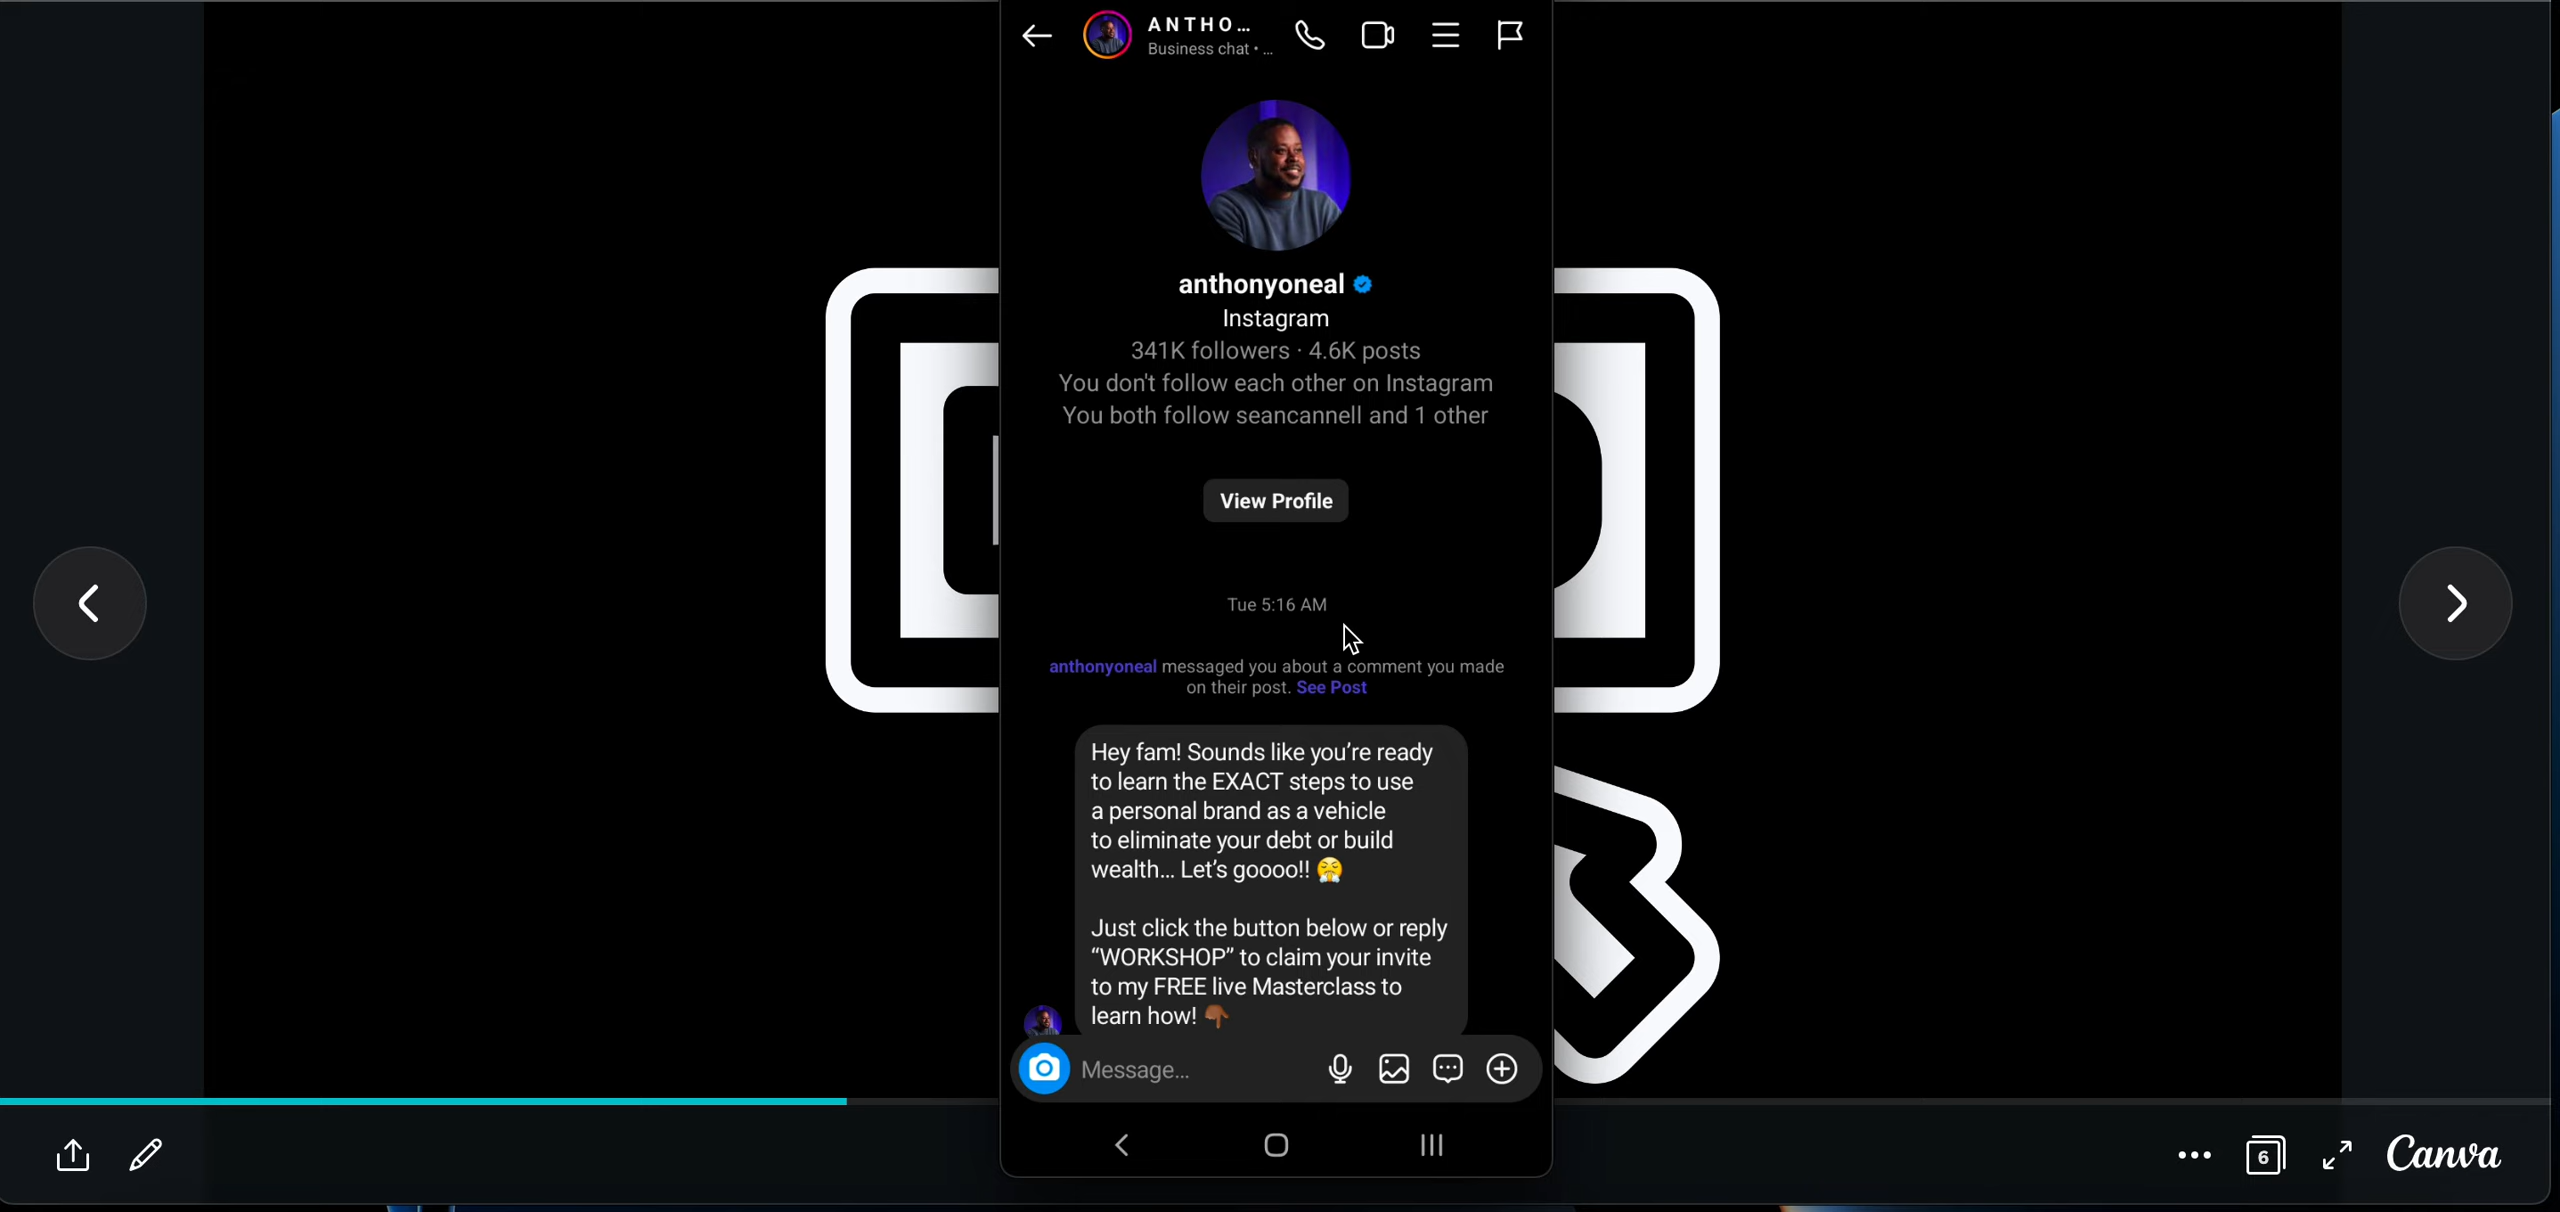 ANTHO...
Business chat • ...
anthonyoneal
Instagram
341K followers · 4.6K posts
You don't follow each other on Instagram
You both follow seancannell and 1 other
View Profile
Tue 5:16 AM
anthonyoneal messaged you about a comment you made
on their post. See Post
Hey fam! Sounds like you’re ready
to learn the EXACT steps to use
a personal brand as a vehicle
to eliminate your debt or build
wealth... Let’s goooo!! 😤
Just click the button below or reply
“WORKSHOP” to claim your invite
to my FREE live Masterclass to
learn how! 👇🏾
Message...
6
Canva